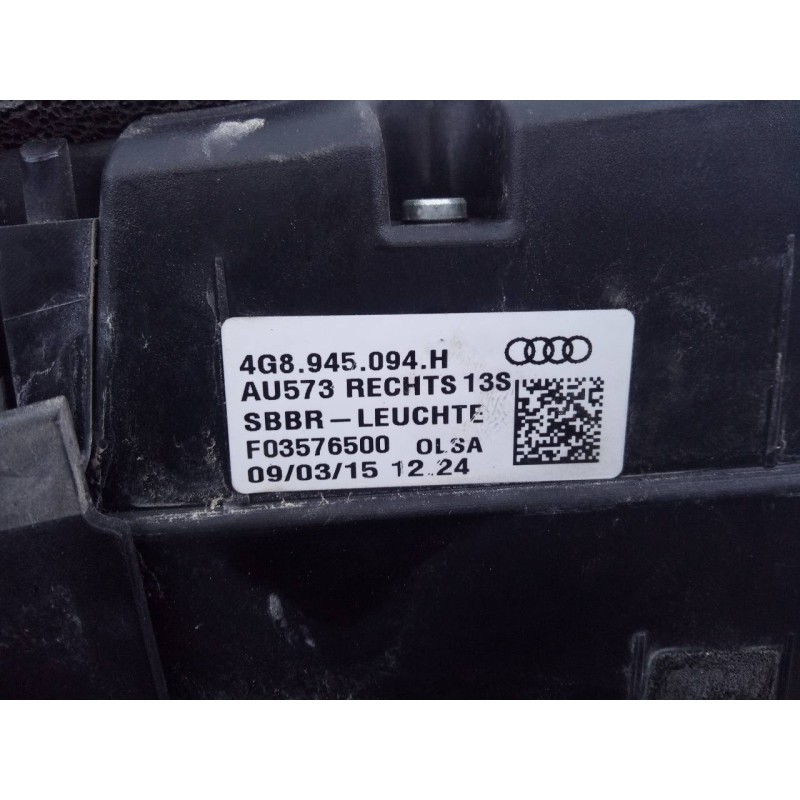 4G8.945.094.H
AU573 RECHTS 13S
SBBR-LEUCHTE
F03576500 OLSA
09/03/15 12.24